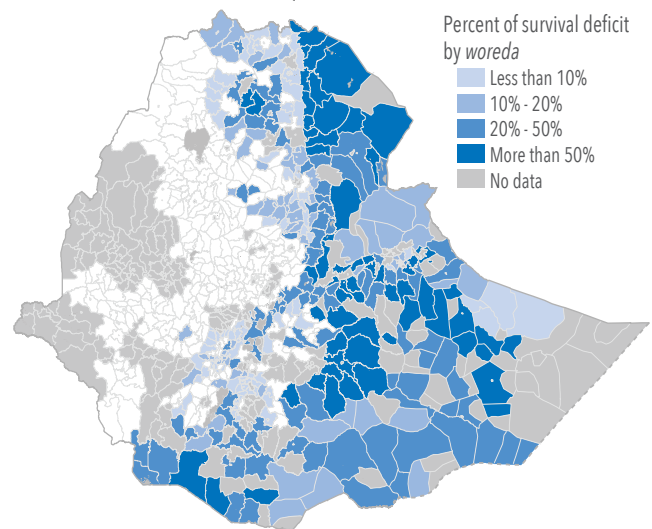 Percent of survival deficit
by woreda
Less than 10%
10% - 20%
20% - 50%
More than 50%
No data